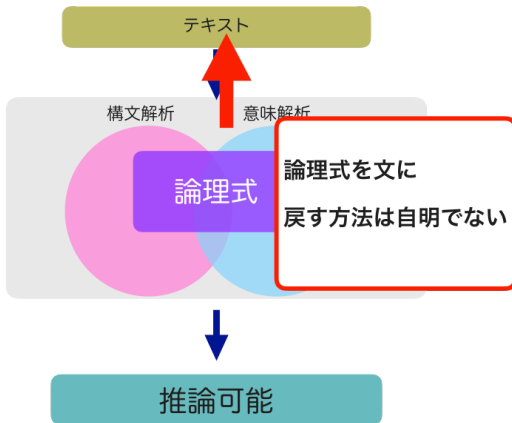 テキスト
構文解析
意味解析
論理式
論理式を文に
戻す方法は自明でない
推論可能